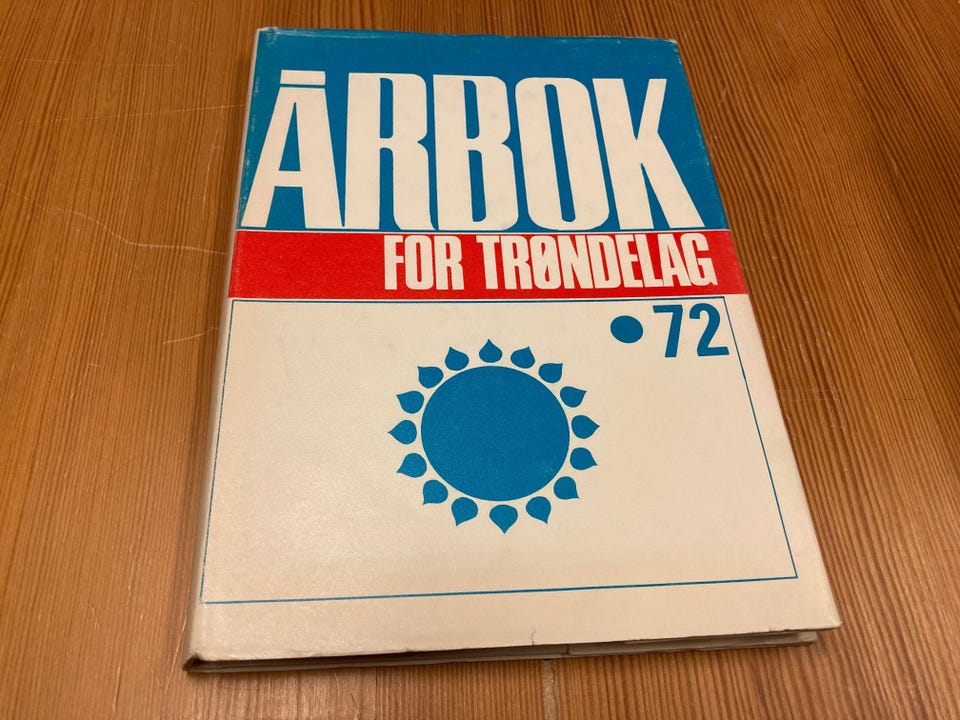 ÅRBOK
FOR TRØNDELAG
•72